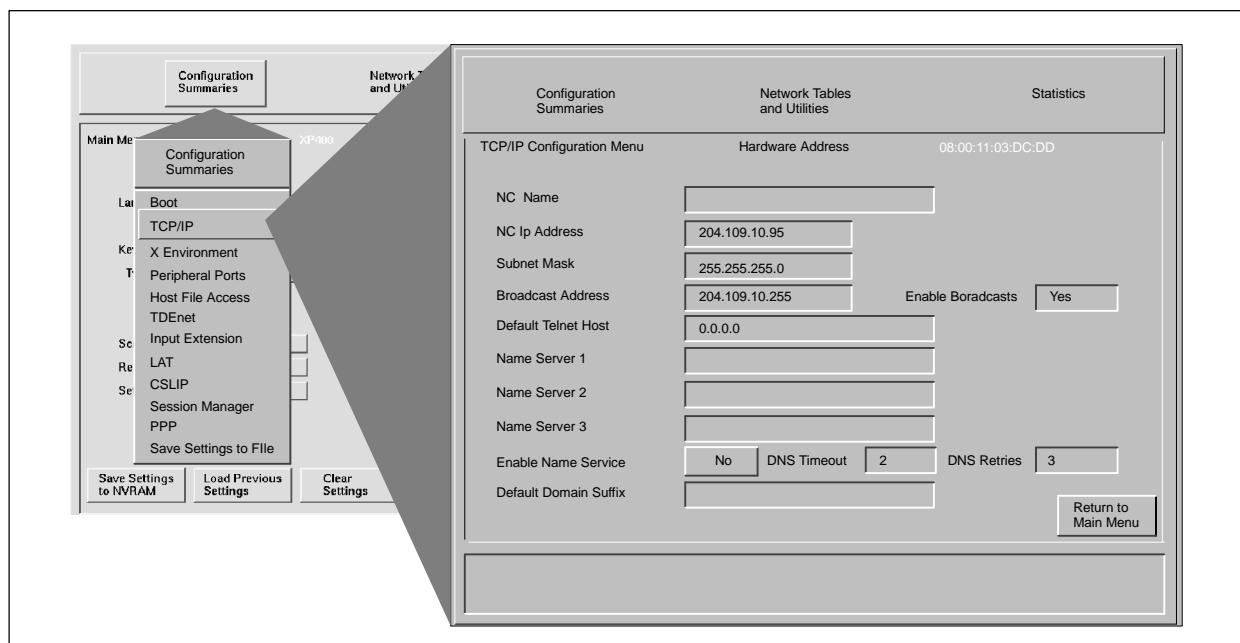 Configuration
Summaries
Network
and
Main Me
XP400
Configuration
Summaries
Boot
TCP/IP
X Environment
Peripheral Ports
Host File Access
TDEnet
Input Extension
LAT
CSLIP
Session Manager
PPP
Save Settings to FIle
Save Settings
to NVRAM
Load Previous
Settings
Clear
Settings
Configuration
Summaries
Network Tables
and Utilities
Statistics
TCP/IP Configuration Menu Hardware Address 08:00:11:03:DC:DD
NC Name
NC Ip Address 204.109.10.95
Subnet Mask 255.255.255.0
Broadcast Address 204.109.10.255 Enable Boradcasts Yes
Default Telnet Host 0.0.0.0
Name Server 1
Name Server 2
Name Server 3
Enable Name Service No DNS Timeout 2 DNS Retries 3
Default Domain Suffix
Return to
Main Menu